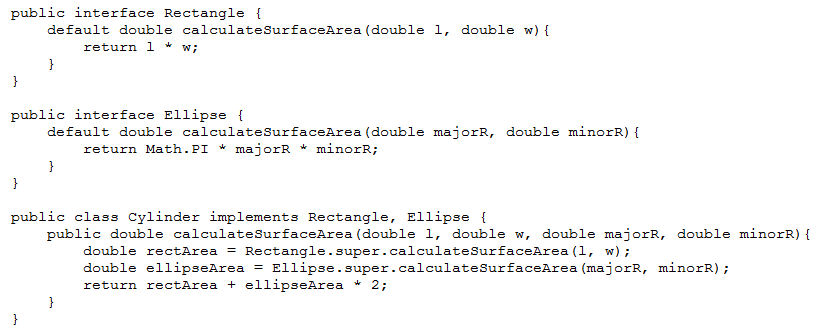 public interface Rectangle {
    default double calculateSurfaceArea(double l, double w){
        return l * w;
    }
}

public interface Ellipse {
    default double calculateSurfaceArea(double majorR, double minorR){
        return Math.PI * majorR * minorR;
    }
}

public class Cylinder implements Rectangle, Ellipse {
    public double calculateSurfaceArea(double l, double w, double majorR, double minorR){
        double rectArea = Rectangle.super.calculateSurfaceArea(l, w);
        double ellipseArea = Ellipse.super.calculateSurfaceArea(majorR, minorR);
        return rectArea + ellipseArea * 2;
    }
}